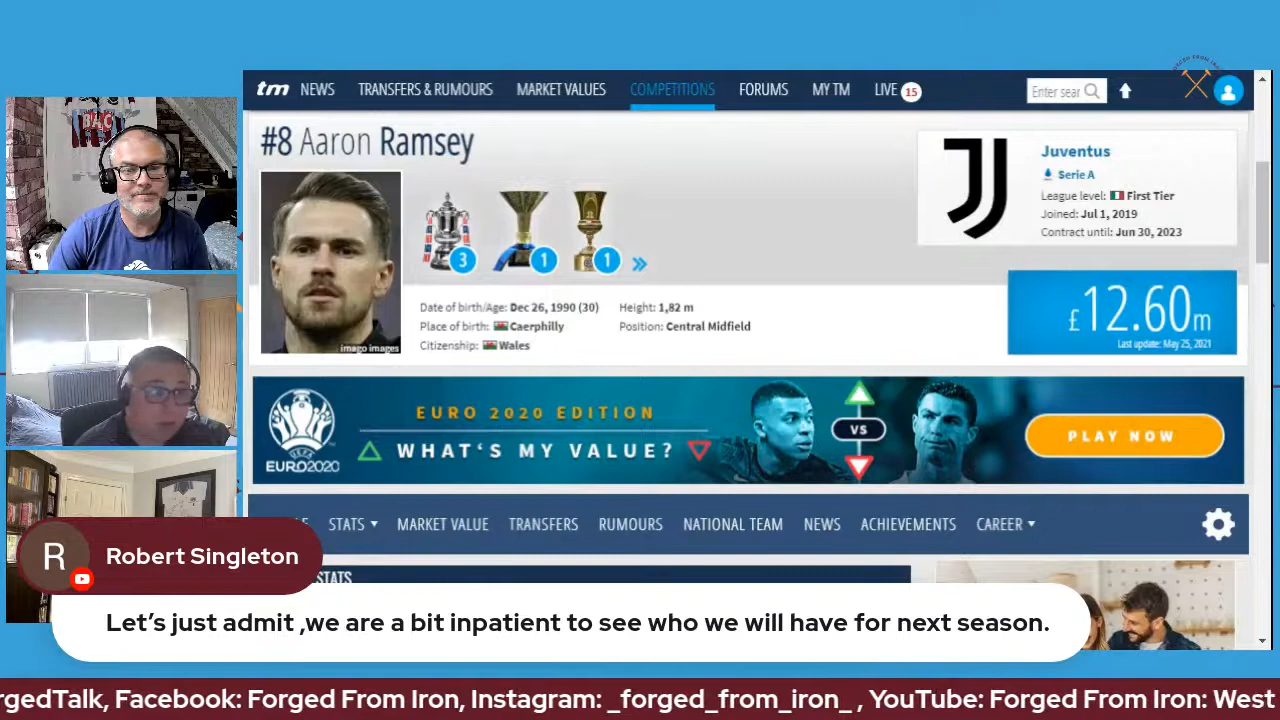 tm NEWS TRANSFERS & RUMOURS MARKET VALUES COMPETITIONS FORUMS MY TM LIVE 15 Enter sear
#8 Aaron Ramsey
3 1 1 »
imago images
Date of birth/Age: Dec 26, 1990 (30) Height: 1,82 m
Place of birth: Caerphilly Position: Central Midfield
Citizenship: Wales
Juventus
Serie A
League level: First Tier
Joined: Jul 1, 2019
Contract until: Jun 30, 2023
£12.60m
Last update: May 25, 2021
EURO 2020 EDITION
WHAT'S MY VALUE?
UEFA
EURO2020
VS
PLAY NOW
STATS MARKET VALUE TRANSFERS RUMOURS NATIONAL TEAM NEWS ACHIEVEMENTS CAREER
STATS
R Robert Singleton
Let's just admit ,we are a bit inpatient to see who we will have for next season.
rgedTalk, Facebook: Forged From Iron, Instagram: _forged_from_iron_ , YouTube: Forged From Iron: West